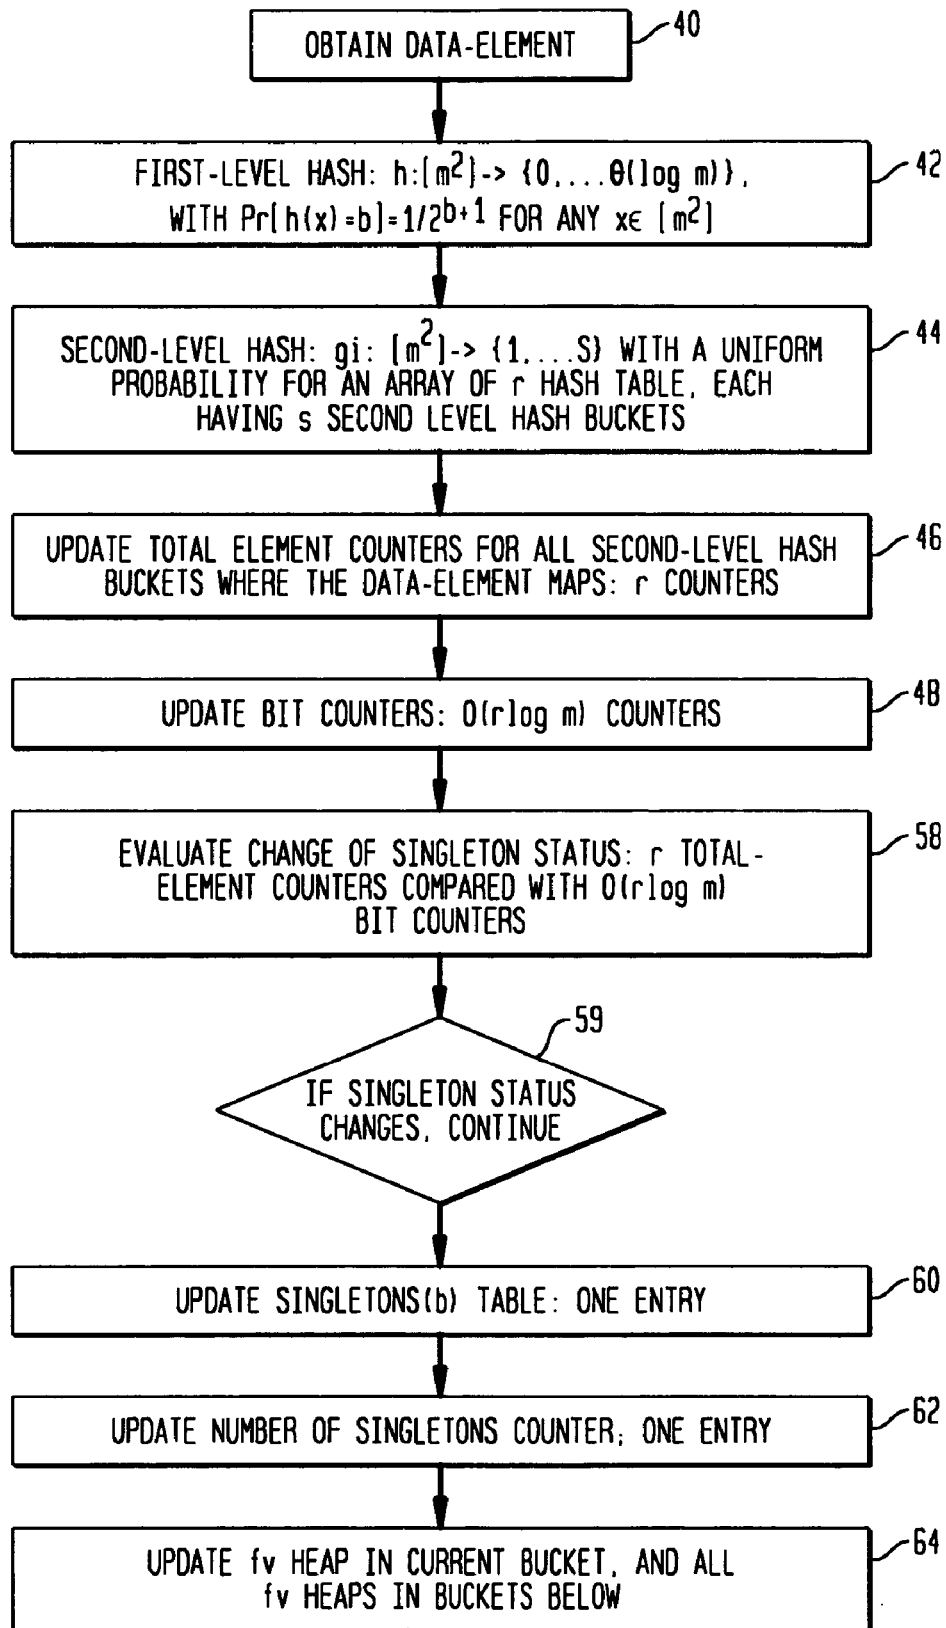 OBTAIN DATA-ELEMENT
40
FIRST-LEVEL HASH: h:[m²]-> {0,...θ(log m)},
WITH Pr[h(x)=b]=1/2ᵇ⁺¹ FOR ANY x∈ [m²]
42
SECOND-LEVEL HASH: gi: [m²]-> {1,...S} WITH A UNIFORM
PROBABILITY FOR AN ARRAY OF r HASH TABLE, EACH
HAVING s SECOND LEVEL HASH BUCKETS
44
UPDATE TOTAL ELEMENT COUNTERS FOR ALL SECOND-LEVEL HASH
BUCKETS WHERE THE DATA-ELEMENT MAPS: r COUNTERS
46
UPDATE BIT COUNTERS: O(rlog m) COUNTERS
48
EVALUATE CHANGE OF SINGLETON STATUS: r TOTAL-
ELEMENT COUNTERS COMPARED WITH O(rlog m)
BIT COUNTERS
58
59
IF SINGLETON STATUS
CHANGES, CONTINUE
UPDATE SINGLETONS(b) TABLE: ONE ENTRY
60
UPDATE NUMBER OF SINGLETONS COUNTER; ONE ENTRY
62
UPDATE fv HEAP IN CURRENT BUCKET, AND ALL
fv HEAPS IN BUCKETS BELOW
64